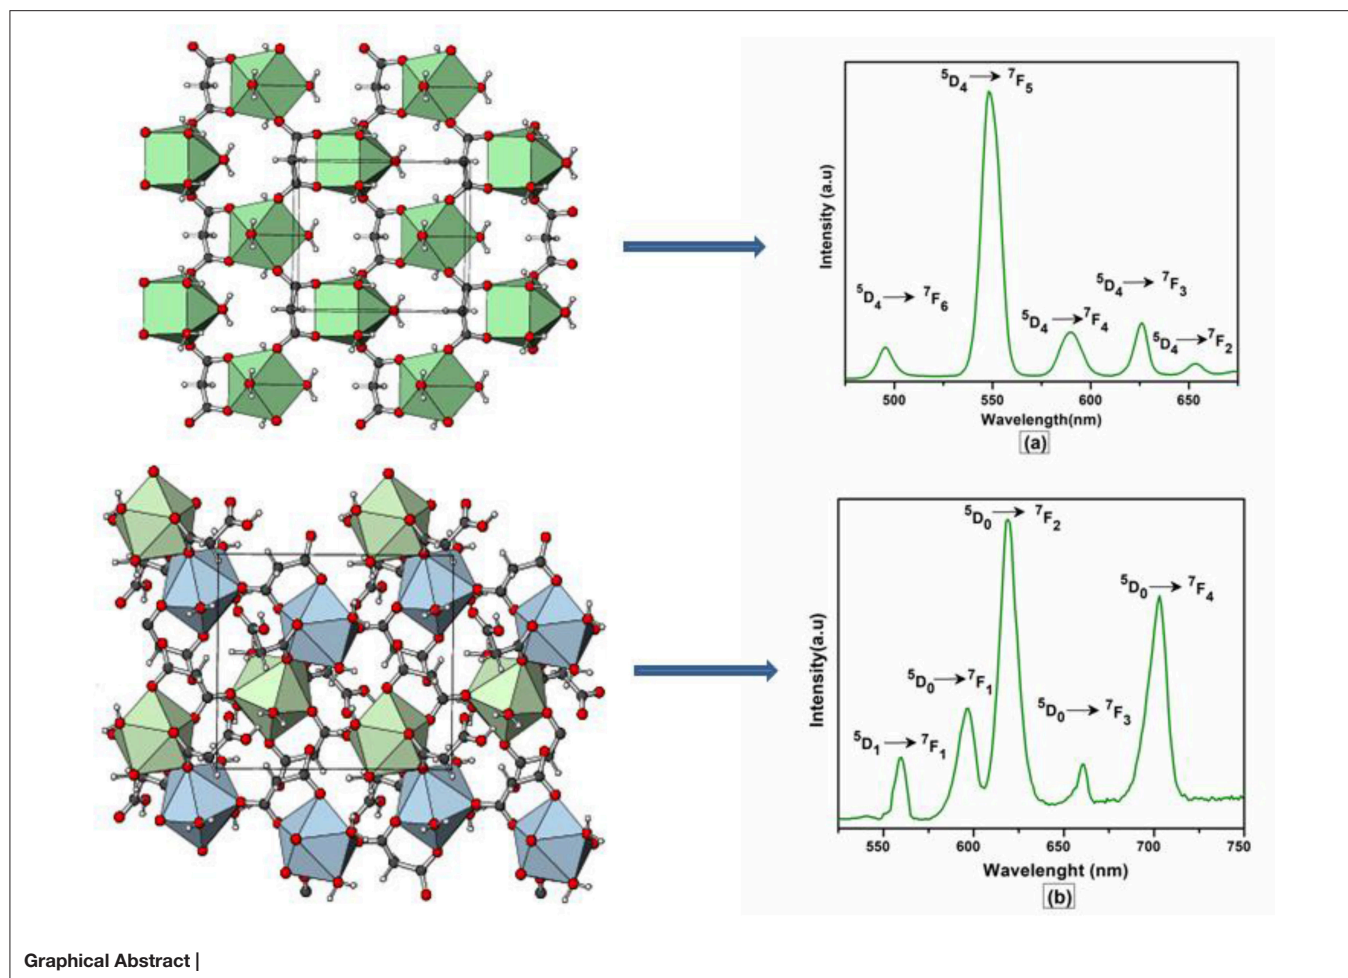 ⁵D₄ → ⁷F₅
⁵D₄ → ⁷F₆
⁵D₄ → ⁷F₄
⁵D₄ → ⁷F₃
⁵D₄ → ⁷F₂
Intensity (a.u)
500 550 600 650
Wavelength(nm)
(a)
⁵D₀ → ⁷F₂
⁵D₀ → ⁷F₄
⁵D₀ → ⁷F₁
⁵D₀ → ⁷F₃
⁵D₁ → ⁷F₁
Intensity(a.u)
550 600 650 700 750
Wavelenght (nm)
(b)
Graphical Abstract |